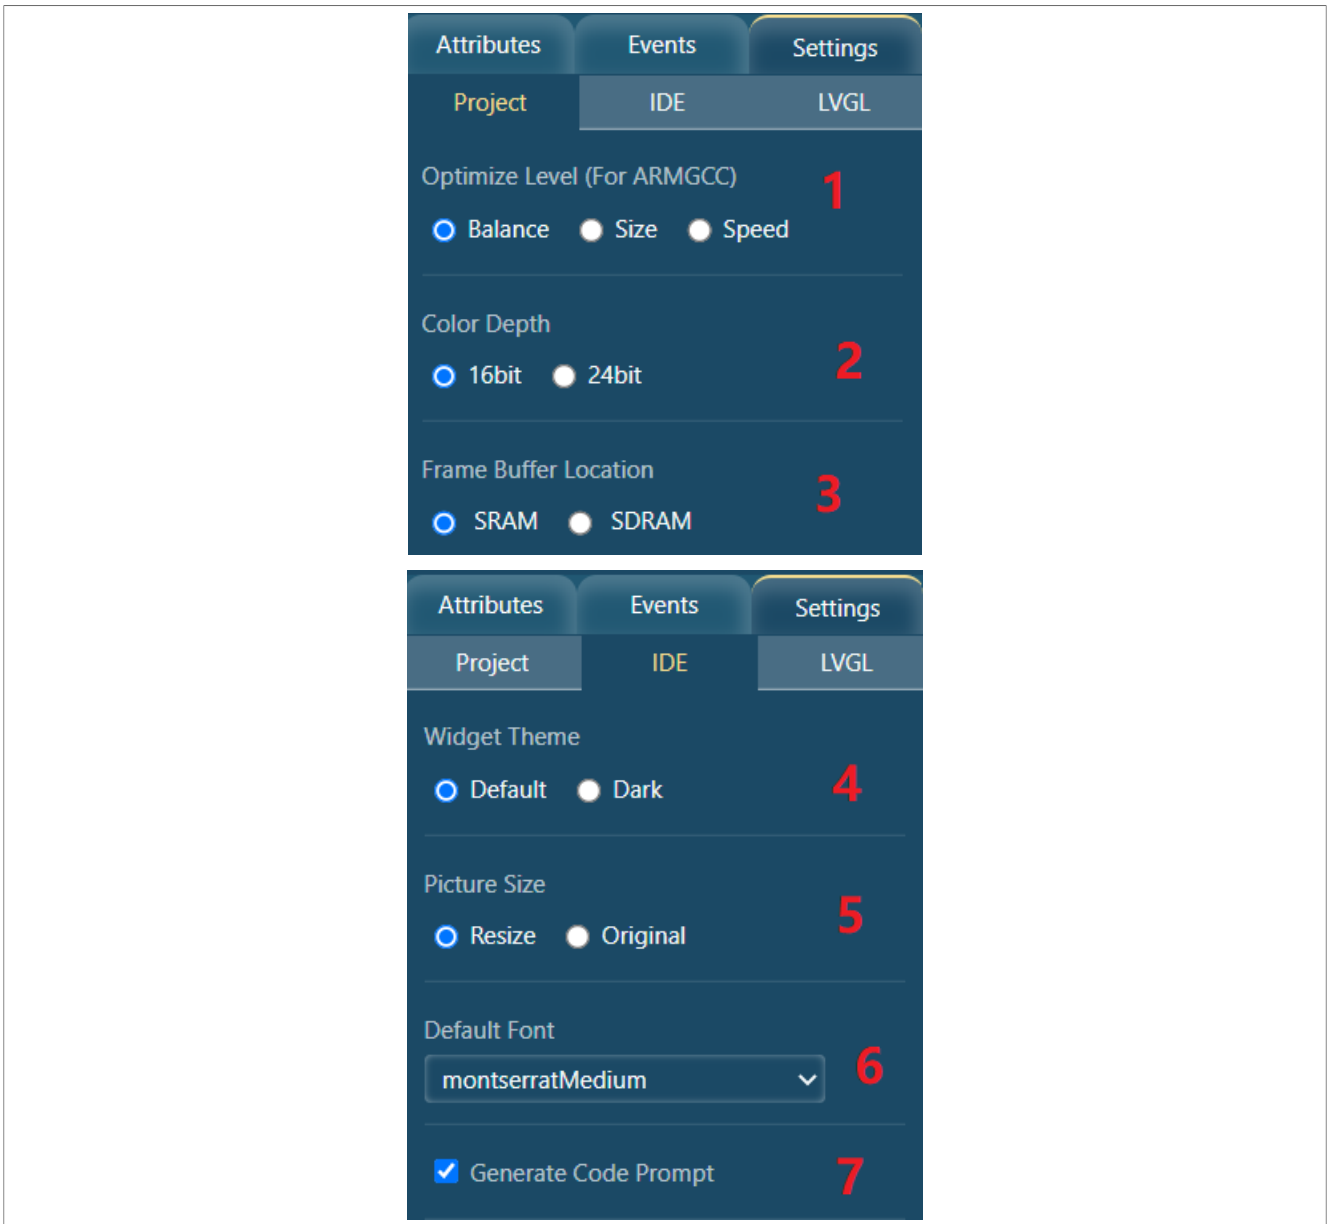 Attributes Events Settings
Project IDE LVGL
Optimize Level (For ARMGCC) 1
Balance Size Speed
Color Depth
2
16bit 24bit
Frame Buffer Location 3
SRAM SDRAM
Attributes Events Settings
Project IDE LVGL
Widget Theme
Default Dark 4
Picture Size 5
Resize Original
Default Font
montserratMedium 6
Generate Code Prompt 7